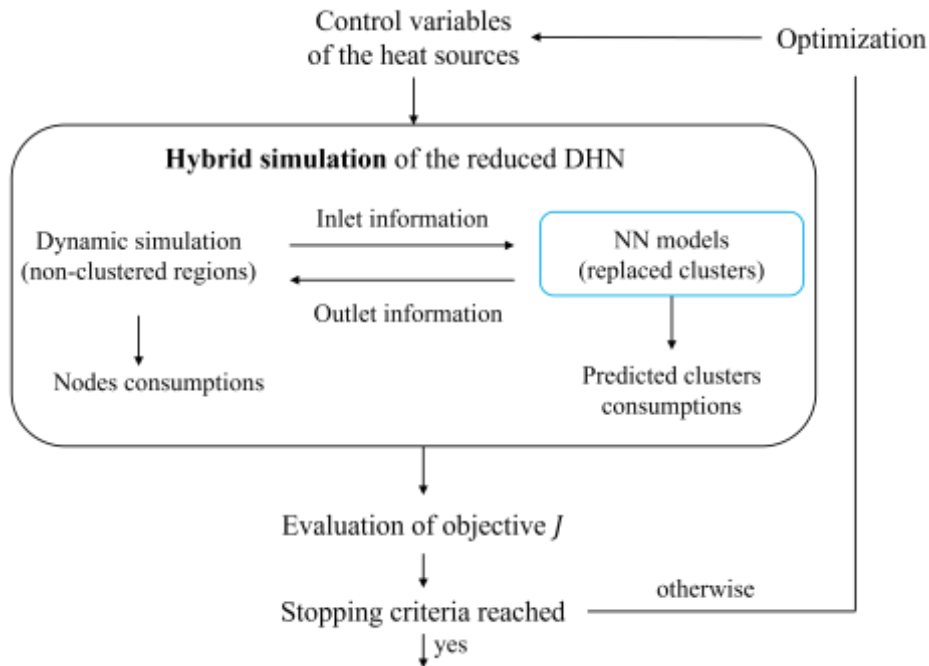 Control variables
of the heat sources
Optimization
Hybrid simulation of the reduced DHN
Inlet information
Dynamic simulation
(non-clustered regions)
NN models
(replaced clusters)
Outlet information
Nodes consumptions
Predicted clusters
consumptions
Evaluation of objective J
Stopping criteria reached
otherwise
yes